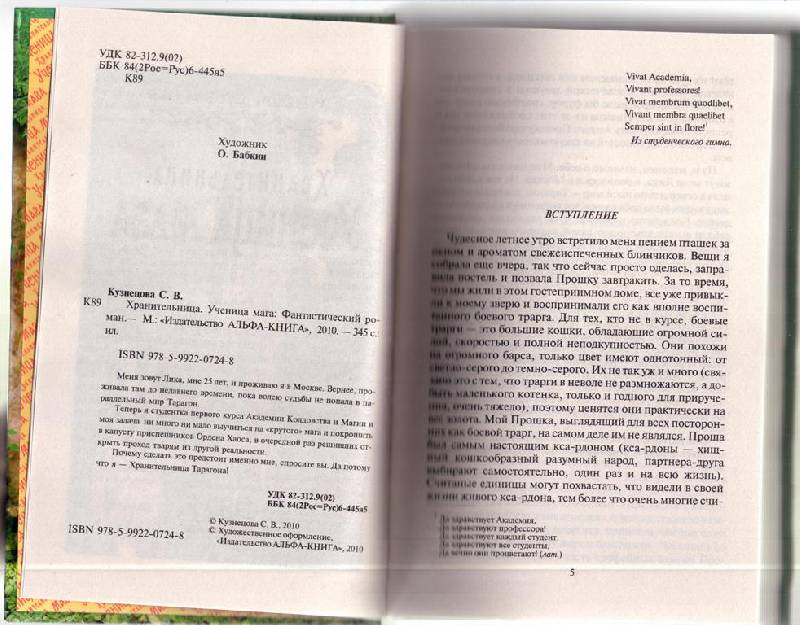 УДК 82-312.9(02)
ББК 84(2Рос=Рус)6-445я5
К89
Художник
О. Бабкин
Кузнецова С. В.
К89 Хранительница. Ученица мага: Фантастический ро-
ман.— М.: «Издательство АЛЬФА-КНИГА», 2010. — 345 с.:
ил.
ISBN 978-5-9922-0724-8
Меня зовут Лика, мне 25 лет, и проживаю я в Москве. Вернее, про-
живала там до недавнего времени, пока волею судьбы не попала в па-
раллельный мир Тарагон.
Теперь я студентка первого курса Академии Колдовства и Магии и
моя задача ни много ни мало выучиться на «крутого» мага и покрошить
в капусту приспешников Ордена Хаоса, в очередной раз решивших от-
крыть проход тварям из другой реальности.
Почему сделать это предстоит именно мне, спросите вы. Да потому
что я — Хранительница Тарагона!
УДК 82-312.9(02)
ББК 84(2Рос=Рус)6-445я5
© Кузнецова С. В., 2010
© Художественное оформление,
«Издательство АЛЬФА-КНИГА», 2010
ISBN 978-5-9922-0724-8
Vivat Academia,
Vivant professores!
Vivat membrum quodlibet,
Vivant membra quaelibet
Semper sint in flore!¹
Из студенческого гимна.
ВСТУПЛЕНИЕ
Чудесное летнее утро встретило меня пением пташек за
окном и ароматом свежеиспеченных блинчиков. Вещи я
собрала еще вчера, так что сейчас просто оделась, запра-
вила постель и позвала Прошку завтракать. За то время,
что мы жили в этом гостеприимном доме, все уже привык-
ли к моему зверю и воспринимали его как вполне воспи-
танного боевого трарга. Для тех, кто не в курсе, боевые
трарги — это большие кошки, обладающие огромной си-
лой, скоростью и полной неподкупностью. Они похожи
на огромного барса, только цвет имеют однотонный: от
светло-серого до темно-серого. Их не так уж и много (свя-
зано это с тем, что трарги в неволе не размножаются, а до-
быть маленького котенка, только и годного для прируче-
ния, очень тяжело), поэтому ценятся они практически на
вес золота. Мой Прошка, выглядящий для всех посторон-
них как боевой трарг, на самом деле им не являлся. Проша
был самым настоящим кса-рдоном (кса-рдоны — хищ-
ный кошкообразный разумный народ, партнера-друга
выбирают самостоятельно, один раз и на всю жизнь).
Считаные единицы могут похвастать, что видели в своей
жизни живого кса-рдона, тем более что очень многие счи-
¹ Да здравствует Академия,
Да здравствуют профессора!
Да здравствует каждый студент,
Да здравствуют все студенты,
Да вечно они процветают! (лат.)
5